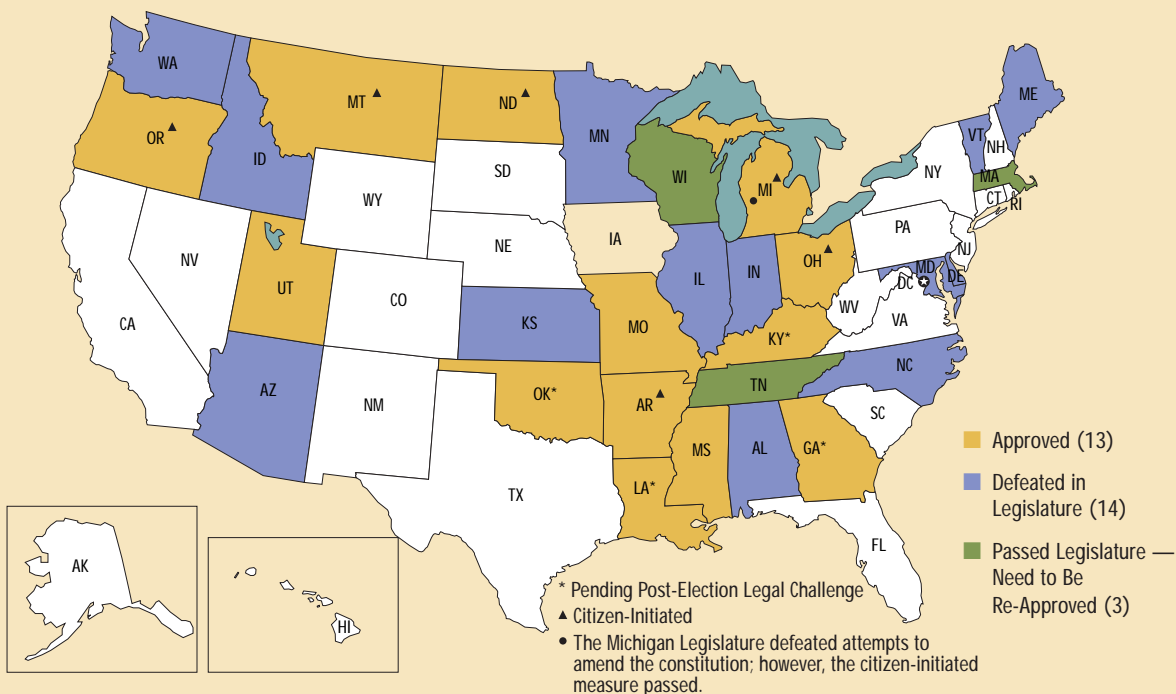 WA
ME
MT ▲
ND ▲
VT
MN
NH
OR ▲
ID
SD
WI
MI ▲
●
NY
MA
CT
RI
WY
IA
PA
NE
NJ
OH ▲
NV
IL
IN
MD
DE
DC
UT
CO
WV
VA
CA
KS
MO
KY*
NC
TN
AZ
OK*
AR ▲
NM
SC
MS
AL
GA*
LA*
TX
FL
AK
HI
Approved (13)
Defeated in
Legislature (14)
Passed Legislature —
Need to Be
Re-Approved (3)
* Pending Post-Election Legal Challenge
▲ Citizen-Initiated
● The Michigan Legislature defeated attempts to
amend the constitution; however, the citizen-initiated
measure passed.